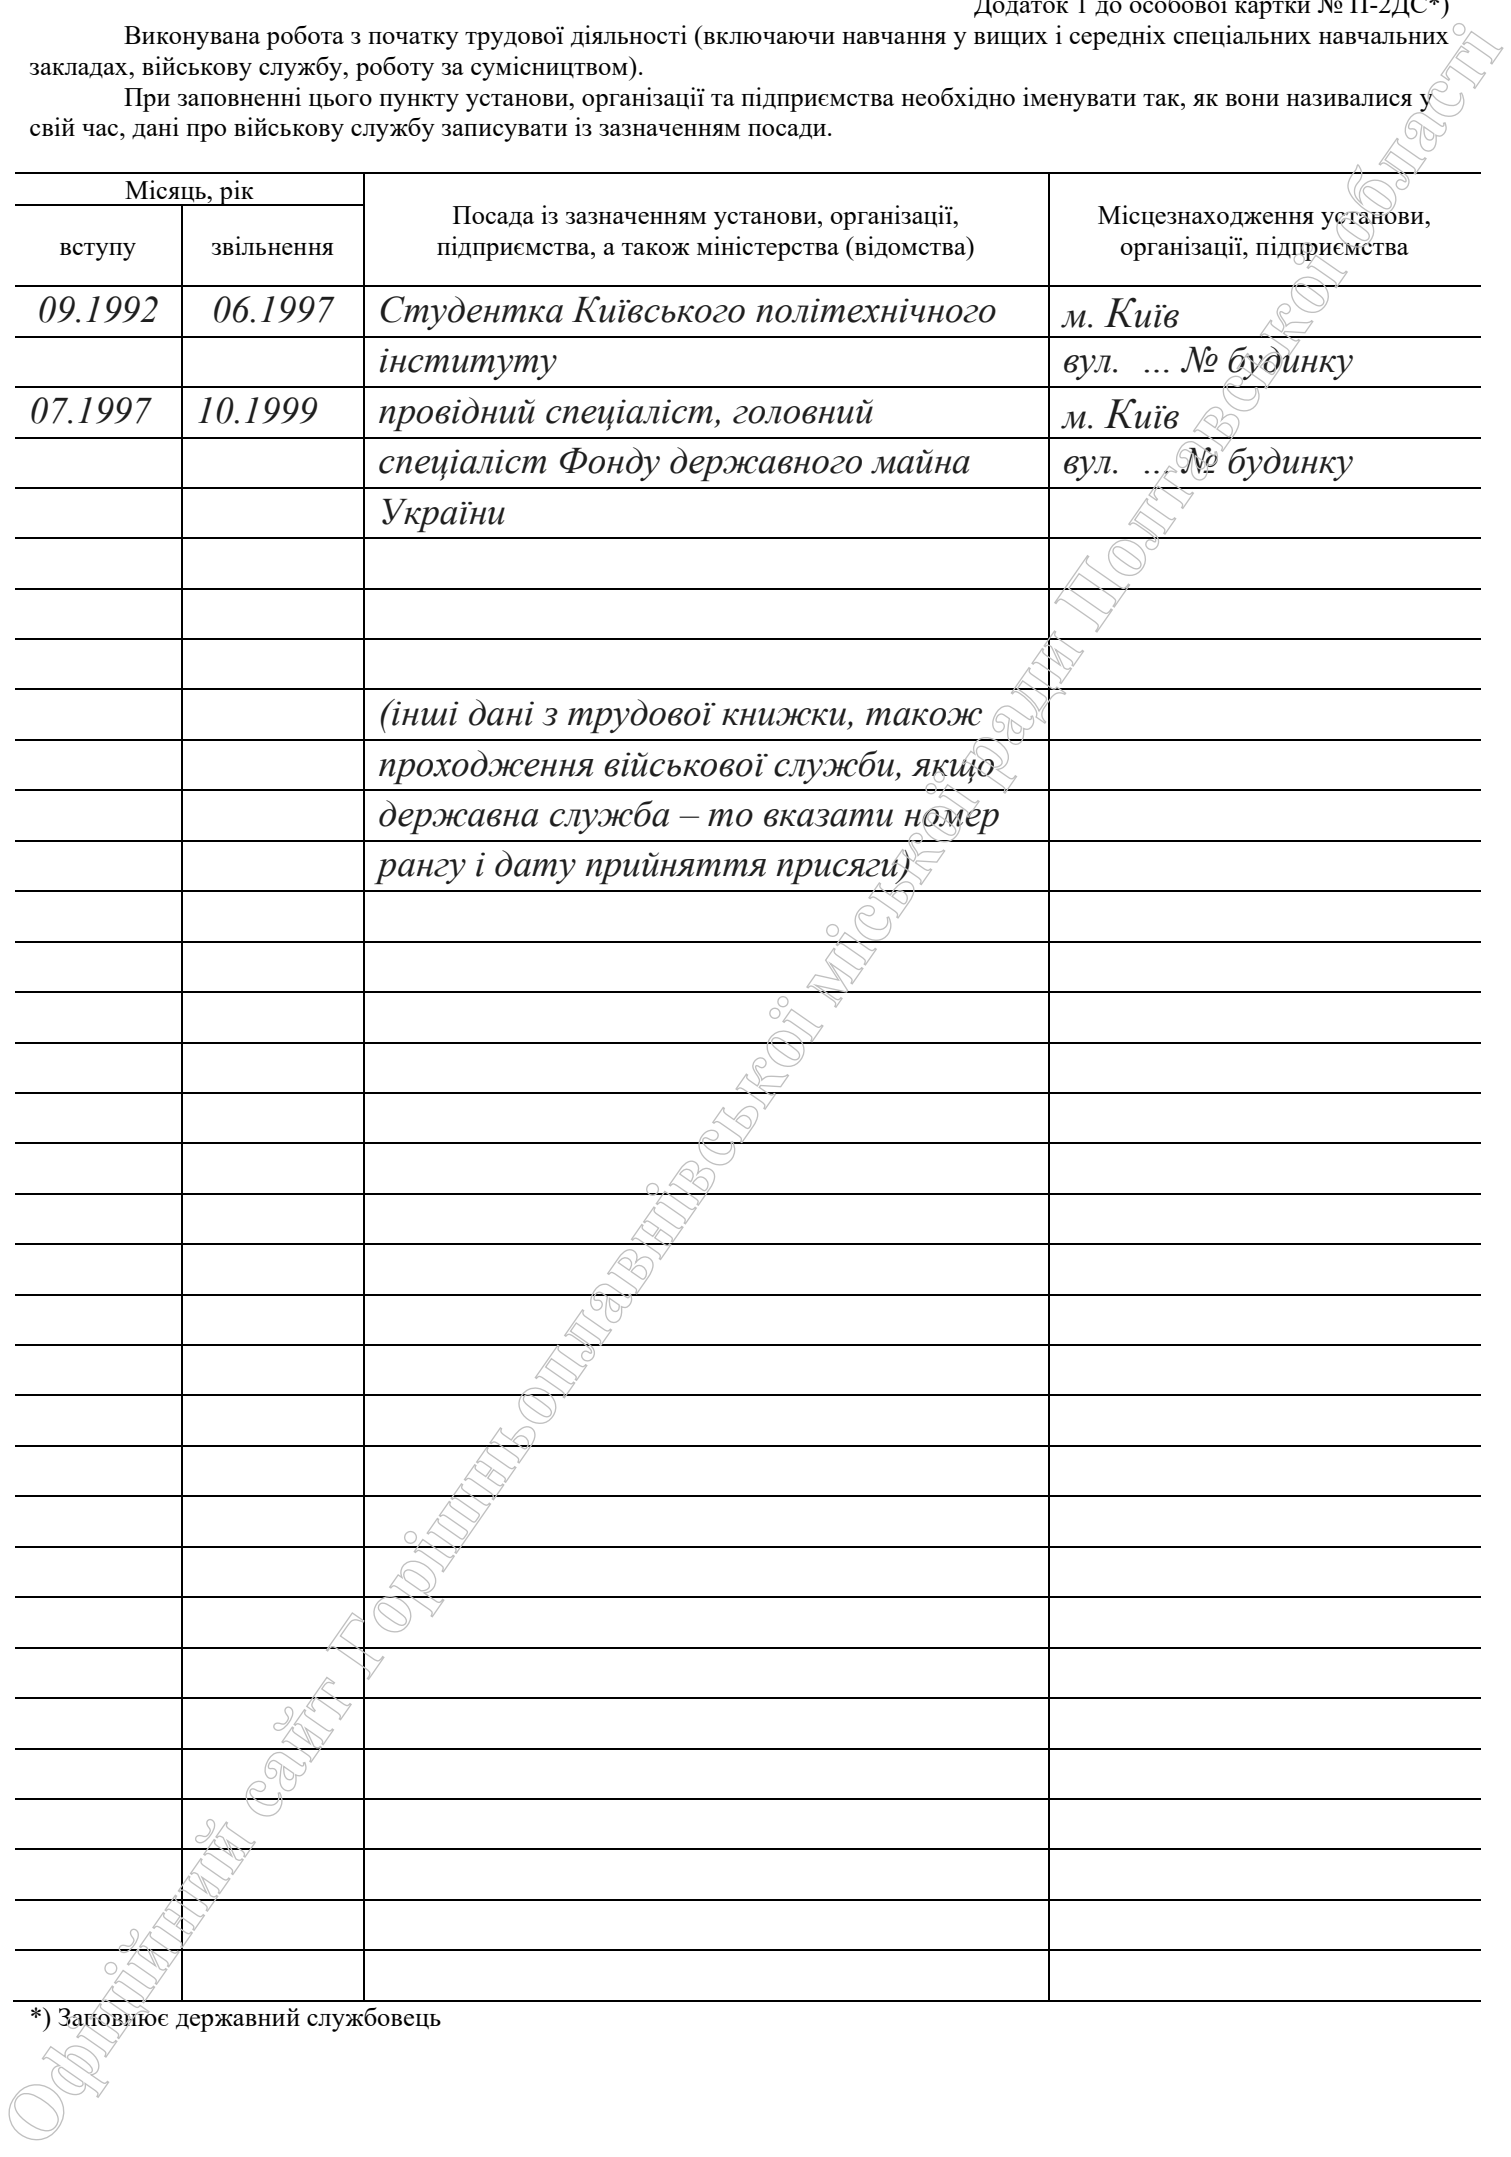 Додаток 1 до особової картки № П-2ДС*)
Виконувана робота з початку трудової діяльності (включаючи навчання у вищих і середніх спеціальних навчальних
закладах, військову службу, роботу за сумісництвом).
При заповненні цього пункту установи, організації та підприємства необхідно іменувати так, як вони називалися у
свій час, дані про військову службу записувати із зазначенням посади.
Місяць, рік
вступу звільнення
Посада із зазначенням установи, організації,
підприємства, а також міністерства (відомства)
Місцезнаходження установи,
організації, підприємства
09.1992 06.1997 Студентка Київського політехнічного м. Київ
інституту вул. ... № будинку
07.1997 10.1999 провідний спеціаліст, головний м. Київ
спеціаліст Фонду державного майна вул. ... № будинку
України
(інші дані з трудової книжки, також
проходження військової служби, якщо
державна служба – то вказати номер
рангу і дату прийняття присяги)
*) Заповнює державний службовець
Офіційний сайт Горішньоплавнівської міської ради Полтавської області